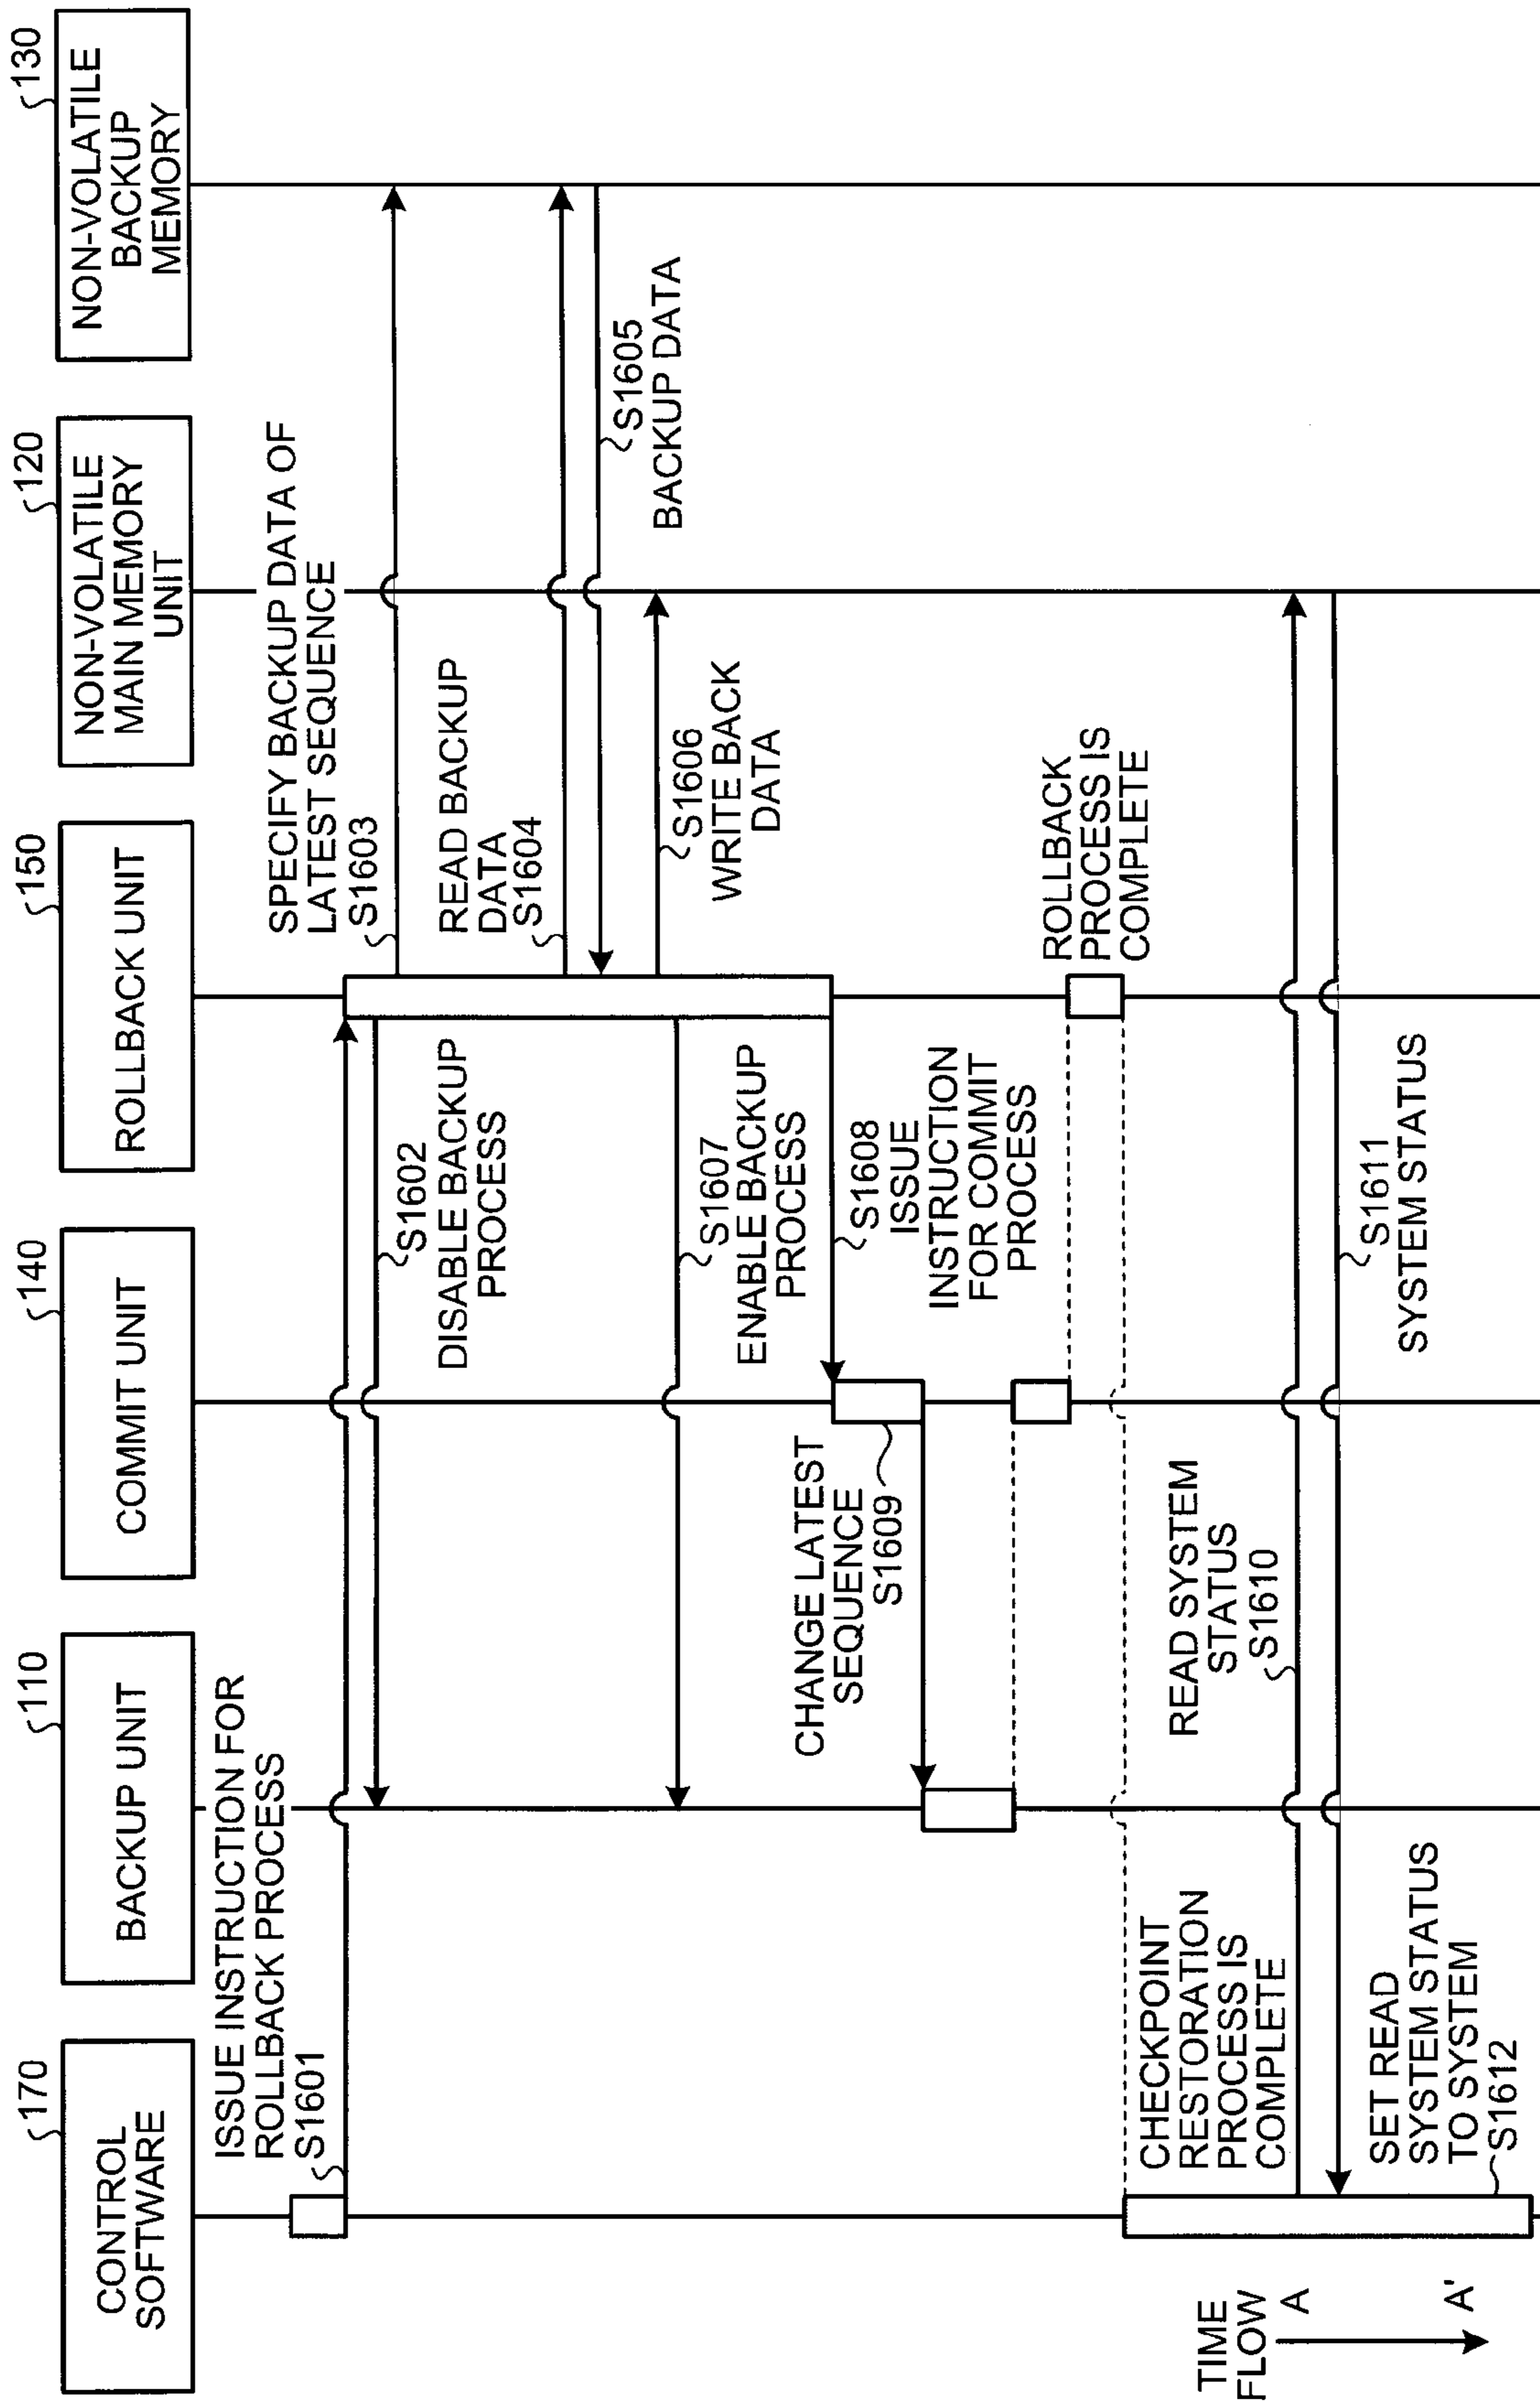 170
CONTROL
SOFTWARE
110
BACKUP UNIT
140
COMMIT UNIT
150
ROLLBACK UNIT
120
NON-VOLATILE
MAIN MEMORY
UNIT
130
NON-VOLATILE
BACKUP
MEMORY
ISSUE INSTRUCTION FOR
ROLLBACK PROCESS
S1601
S1602
DISABLE BACKUP
PROCESS
SPECIFY BACKUP DATA OF
LATEST SEQUENCE
S1603
READ BACKUP
DATA
S1604
S1605
BACKUP DATA
S1606
WRITE BACK
DATA
S1607
ENABLE BACKUP
PROCESS
S1608
ISSUE
INSTRUCTION
FOR COMMIT
PROCESS
CHANGE LATEST
SEQUENCE
S1609
ROLLBACK
PROCESS IS
COMPLETE
CHECKPOINT
RESTORATION
PROCESS IS
COMPLETE
READ SYSTEM
STATUS
S1610
S1611
SYSTEM STATUS
SET READ
SYSTEM STATUS
TO SYSTEM
S1612
TIME
FLOW
A
A'